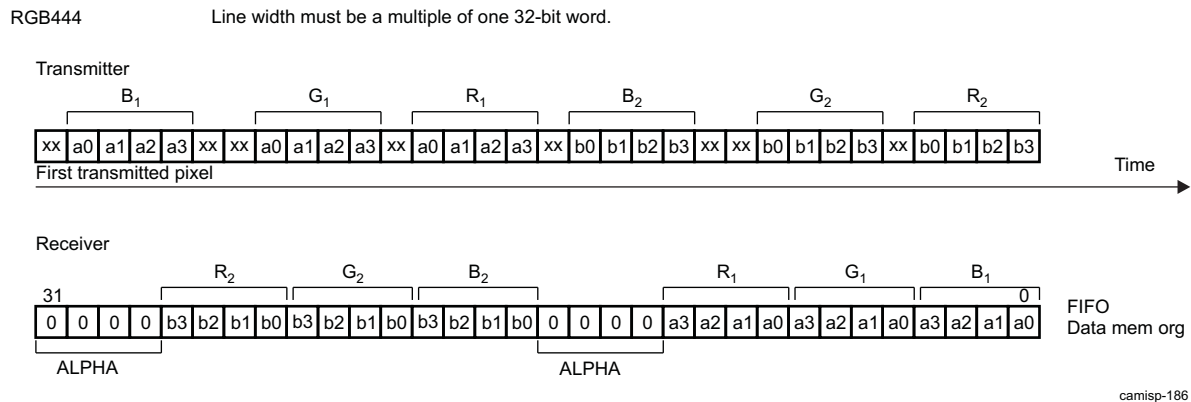 RGB444 Line width must be a multiple of one 32-bit word.
Transmitter
B1 G1 R1 B2 G2 R2
xx a0 a1 a2 a3 xx xx a0 a1 a2 a3 xx a0 a1 a2 a3 xx b0 b1 b2 b3 xx xx b0 b1 b2 b3 xx b0 b1 b2 b3
First transmitted pixel Time
Receiver
R2 G2 B2 R1 G1 B1
31 0
0 0 0 0 b3 b2 b1 b0 b3 b2 b1 b0 b3 b2 b1 b0 0 0 0 0 a3 a2 a1 a0 a3 a2 a1 a0 a3 a2 a1 a0
FIFO
Data mem org
ALPHA ALPHA
camisp-186